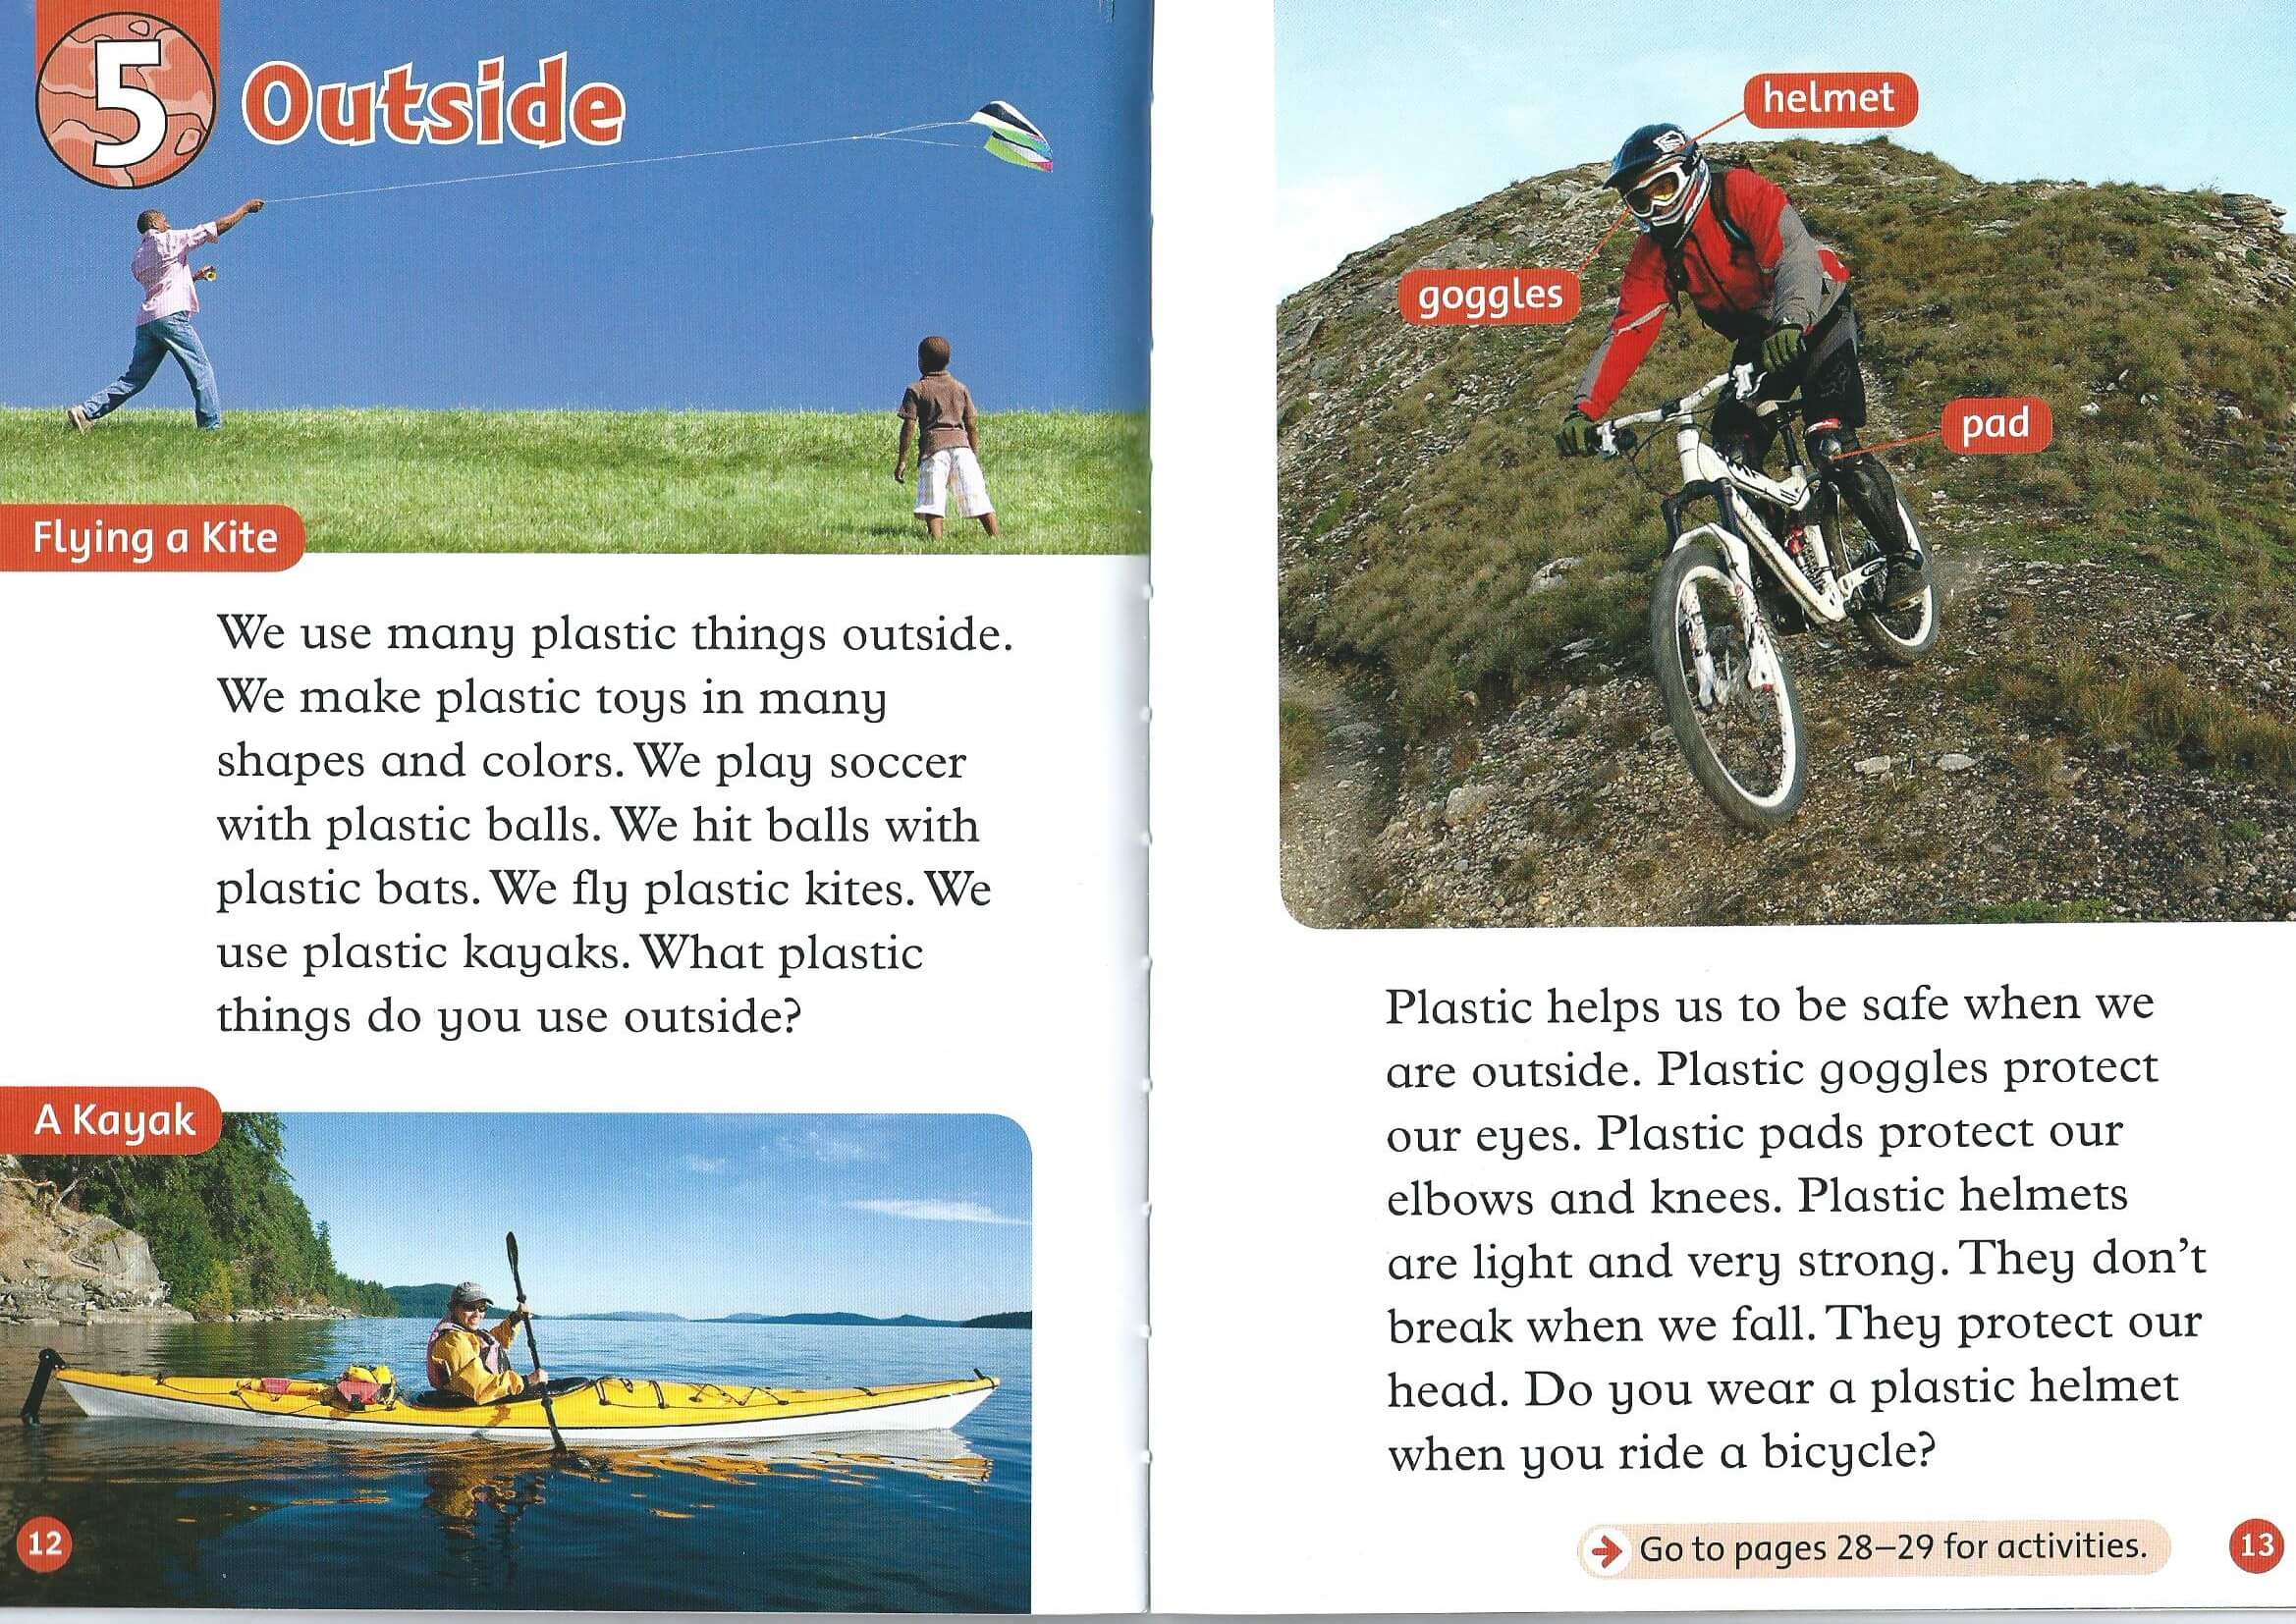 5 Outside
Flying a Kite
We use many plastic things outside.
We make plastic toys in many
shapes and colors. We play soccer
with plastic balls. We hit balls with
plastic bats. We fly plastic kites. We
use plastic kayaks. What plastic
things do you use outside?
A Kayak
12
helmet
goggles
pad
Plastic helps us to be safe when we
are outside. Plastic goggles protect
our eyes. Plastic pads protect our
elbows and knees. Plastic helmets
are light and very strong. They don't
break when we fall. They protect our
head. Do you wear a plastic helmet
when you ride a bicycle?
Go to pages 28–29 for activities.
13